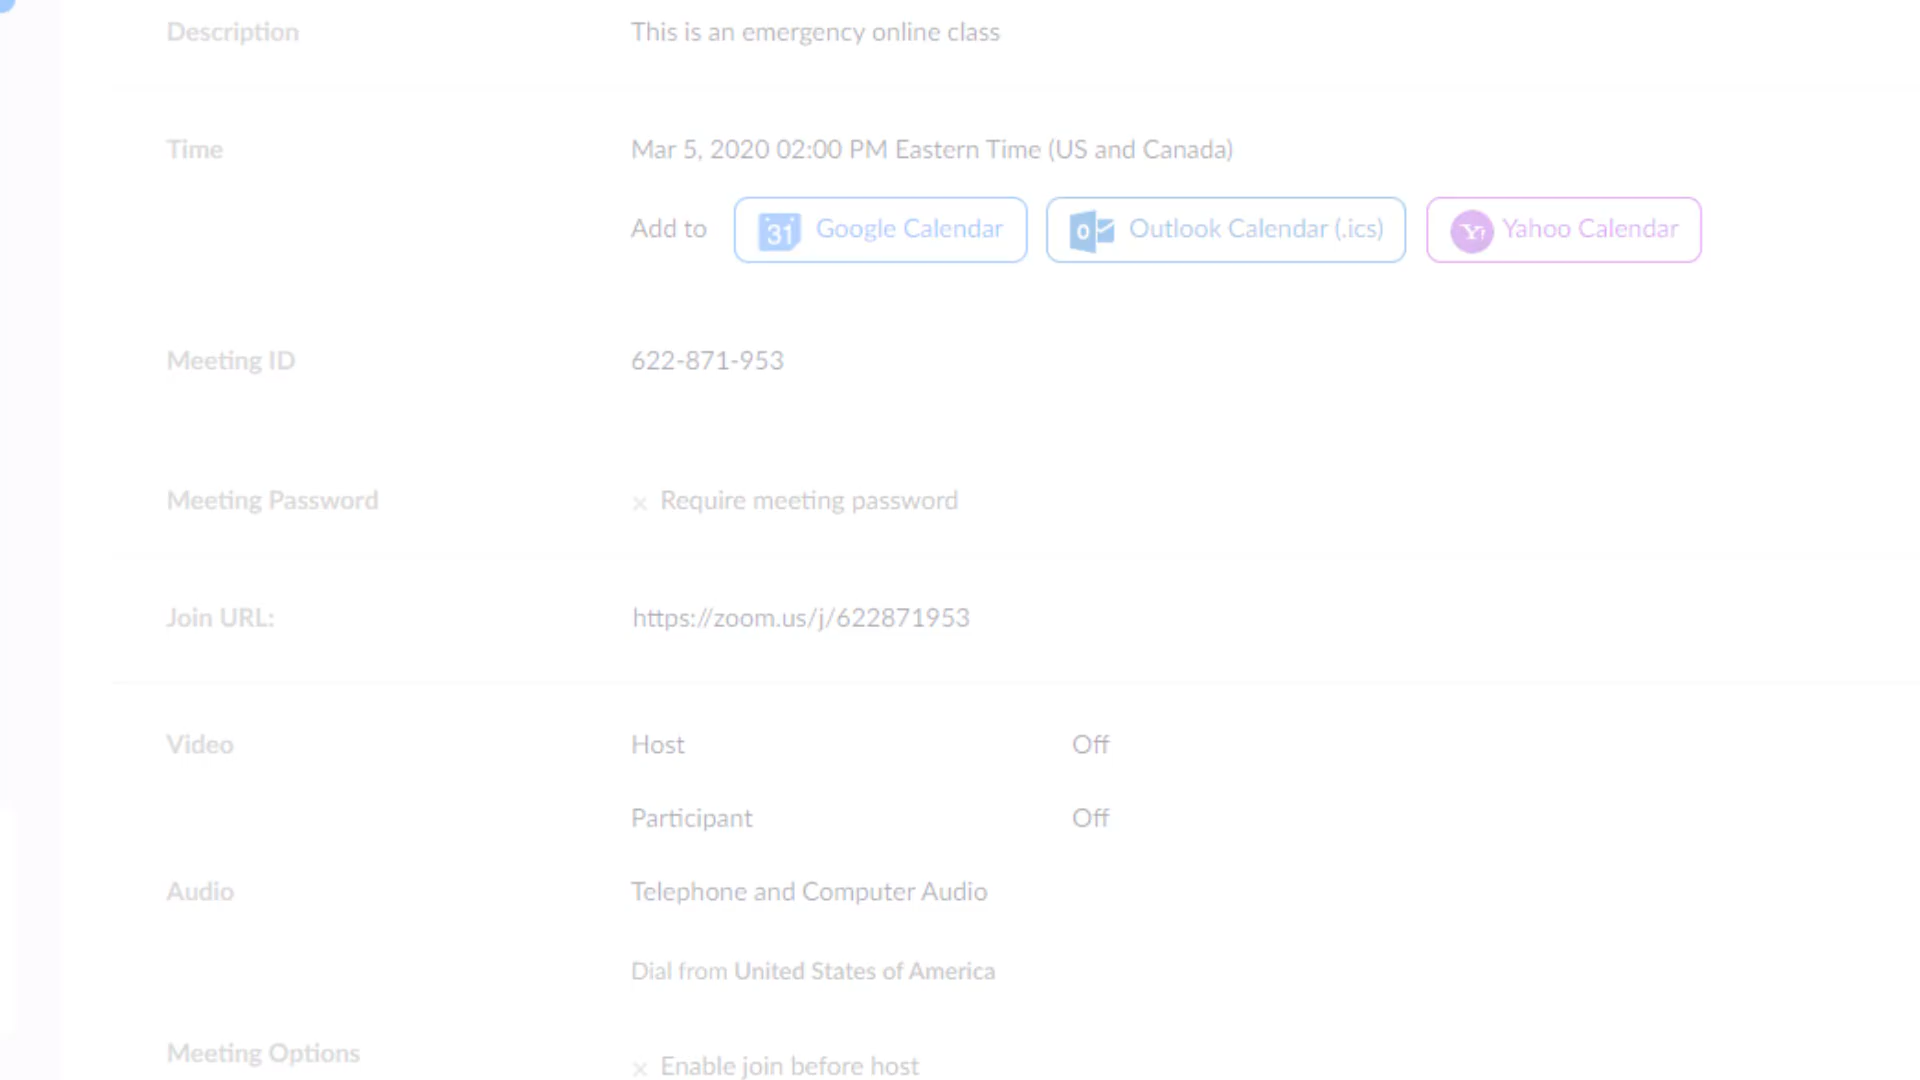 Description This is an emergency online class
Time Mar 5, 2020 02:00 PM Eastern Time (US and Canada)
Add to 31 Google Calendar Outlook Calendar (.ics) Yahoo Calendar
Meeting ID 622-871-953
Meeting Password × Require meeting password
Join URL: https://zoom.us/j/622871953
Video Host Off
Participant Off
Audio Telephone and Computer Audio
Dial from United States of America
Meeting Options × Enable join before host